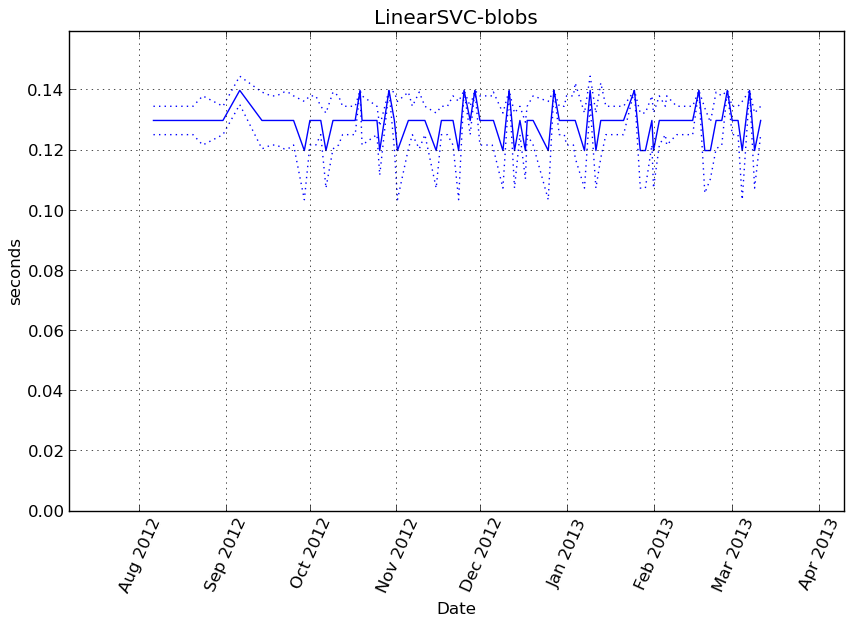 LinearSVC-blobs
0.14
0.12
0.10
0.08
0.06
0.04
0.02
0.00
seconds
Aug 2012
Sep 2012
Oct 2012
Nov 2012
Dec 2012
Jan 2013
Feb 2013
Mar 2013
Apr 2013
Date